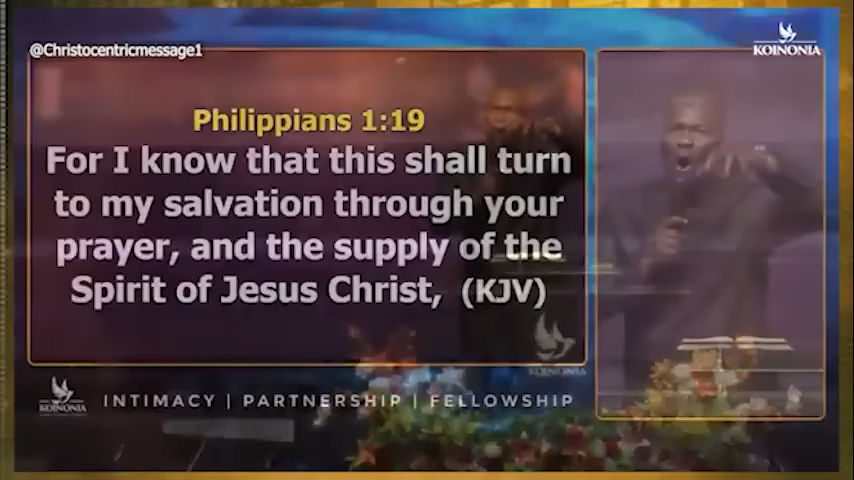 @Christocentricmessage1
KOINONIA
Philippians 1:19
For I know that this shall turn
to my salvation through your
prayer, and the supply of the
Spirit of Jesus Christ, (KJV)
KOINONIA
KOINONIA
INTIMACY | PARTNERSHIP | FELLOWSHIP